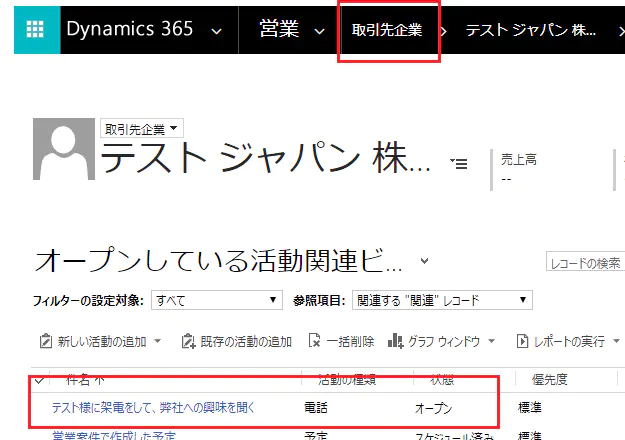 Dynamics 365 営業 取引先企業 テスト ジャパン 株...
取引先企業
テスト ジャパン 株...
売上高
--
オープンしている活動関連ビ...
レコードの検索
フィルターの設定対象: すべて 参照項目: 関連する "関連" レコード
新しい活動の追加 既存の活動の追加 一括削除 グラフ ウィンドウ レポートの実行
件名 活動の種類 状態 優先度
テスト様に架電をして、弊社への興味を聞く 電話 オープン 標準
営業案件で作成した予定 予定 スケジュール済み 標準